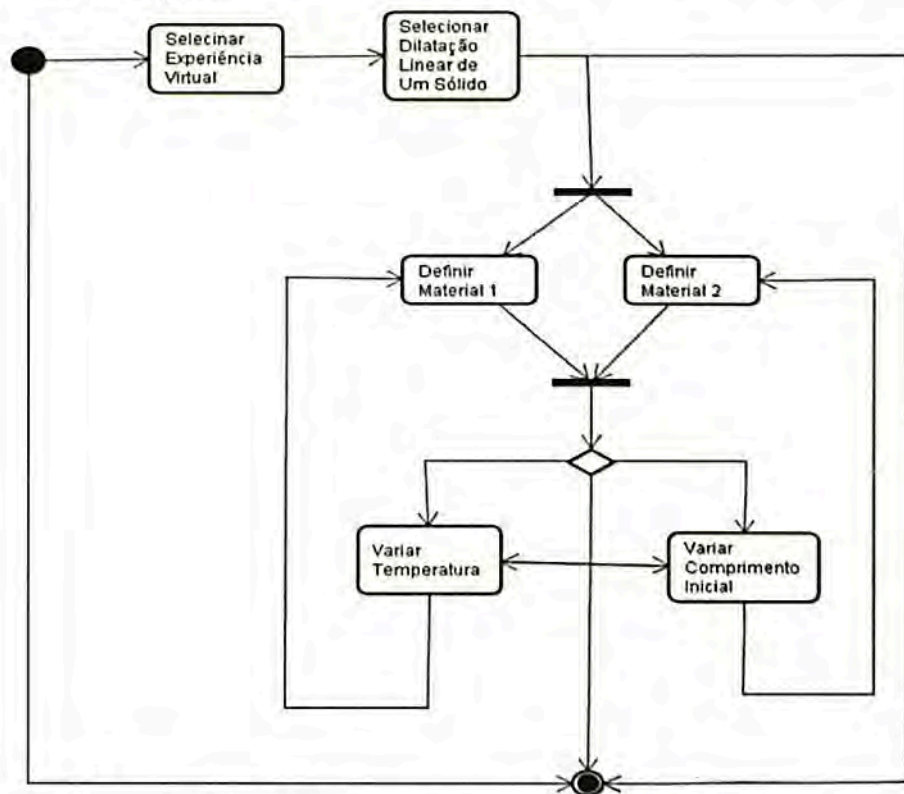 Selecinar
Experiência
Virtual
Selecionar
Dilatação
Linear de
Um Sólido
Definir
Material 1
Definir
Material 2
Variar
Temperatura
Variar
Comprimento
Inicial